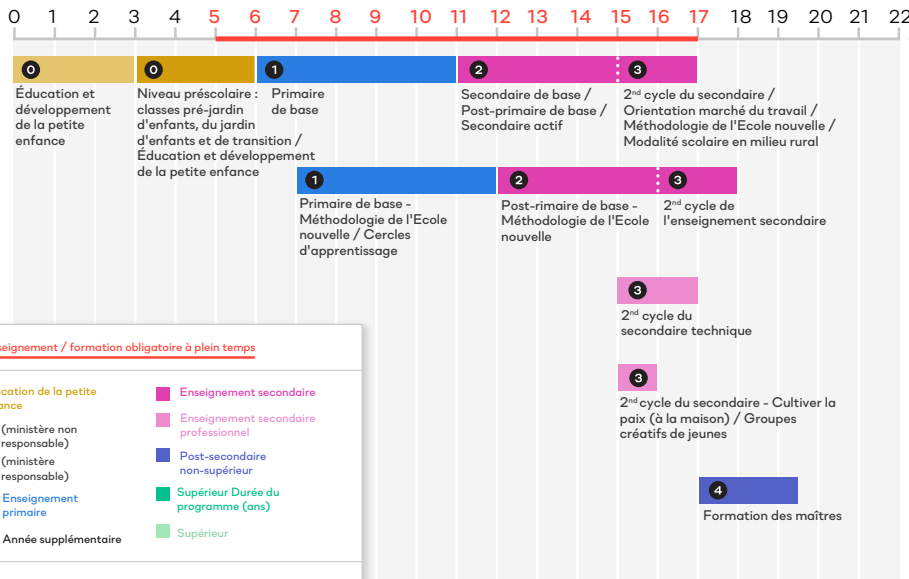 0 1 2 3 4 5 6 7 8 9 10 11 12 13 14 15 16 17 18 19 20 21 22
0 0 1 2 3
Éducation et
développement
de la petite
enfance
Niveau préscolaire :
classes pré-jardin
d'enfants, du jardin
d'enfants et de transition /
Éducation et développement
de la petite enfance
Primaire
de base
Secondaire de base /
Post-primaire de base /
Secondaire actif
2nd cycle du secondaire /
Orientation marché du travail /
Méthodologie de l'Ecole nouvelle /
Modalité scolaire en milieu rural
1 2 3
Primaire de base -
Méthodologie de l'Ecole
nouvelle / Cercles
d'apprentissage
Post-rimaire de base -
Méthodologie de l'Ecole
nouvelle
2nd cycle de
l'enseignement secondaire
3
2nd cycle du
secondaire technique
3
2nd cycle du secondaire - Cultiver la
paix (à la maison) / Groupes
créatifs de jeunes
4
Formation des maîtres
seignement / formation obligatoire à plein temps
cation de la petite
ance
(ministère non
responsable)
(ministère
responsable)
Enseignement
primaire
Année supplémentaire
Enseignement secondaire
Enseignement secondaire
professionnel
Post-secondaire
non-supérieur
Supérieur Durée du
programme (ans)
Supérieur